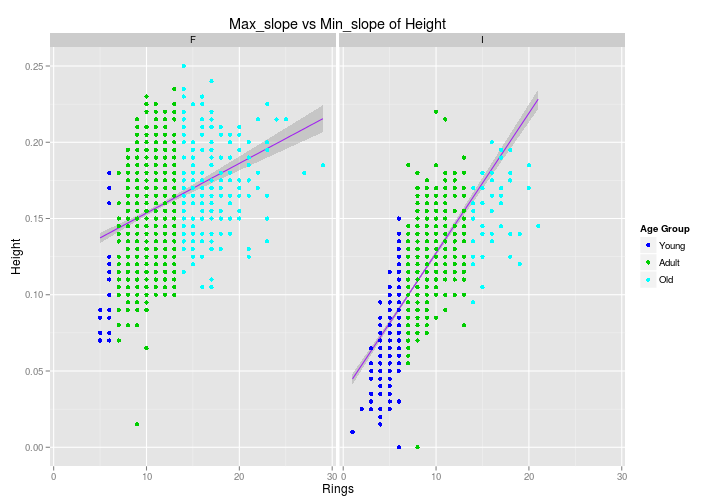 Max_slope vs Min_slope of Height
F
I
0.25
0.20
0.15
0.10
0.05
0.00
Height
0
10
20
30
0
10
20
30
Rings
Age Group
Young
Adult
Old